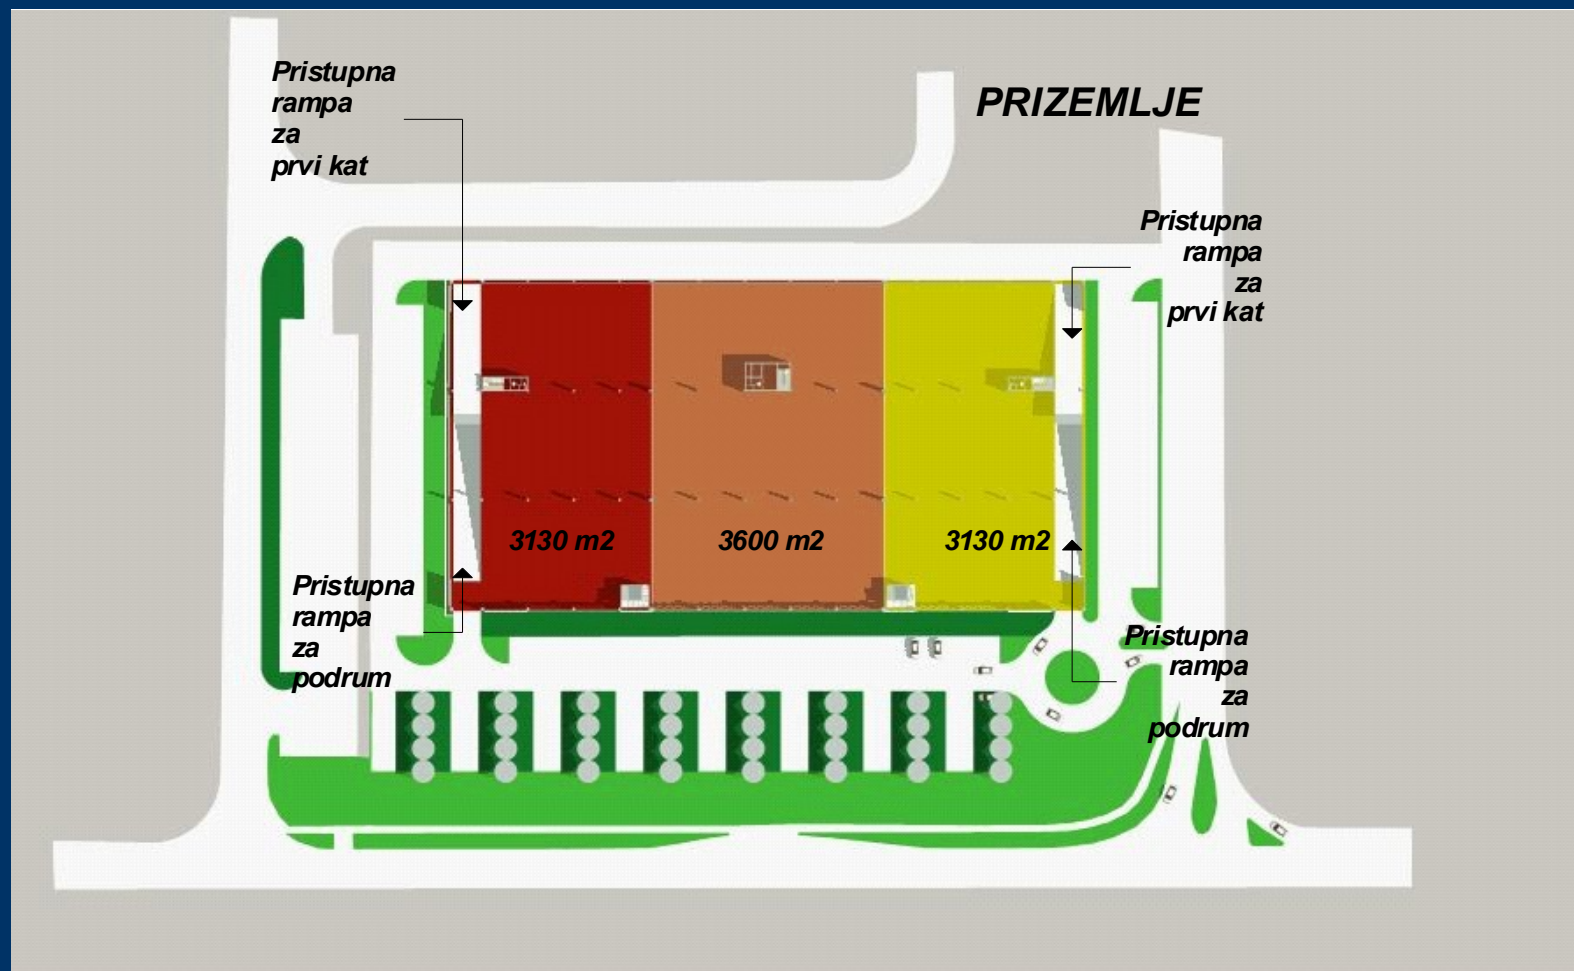 Pristupna
rampa
za
prvi kat
PRIZEMLJE
Pristupna
rampa
za
prvi kat
3130 m2
3600 m2
3130 m2
Pristupna
rampa
za
podrum
Pristupna
rampa
za
podrum